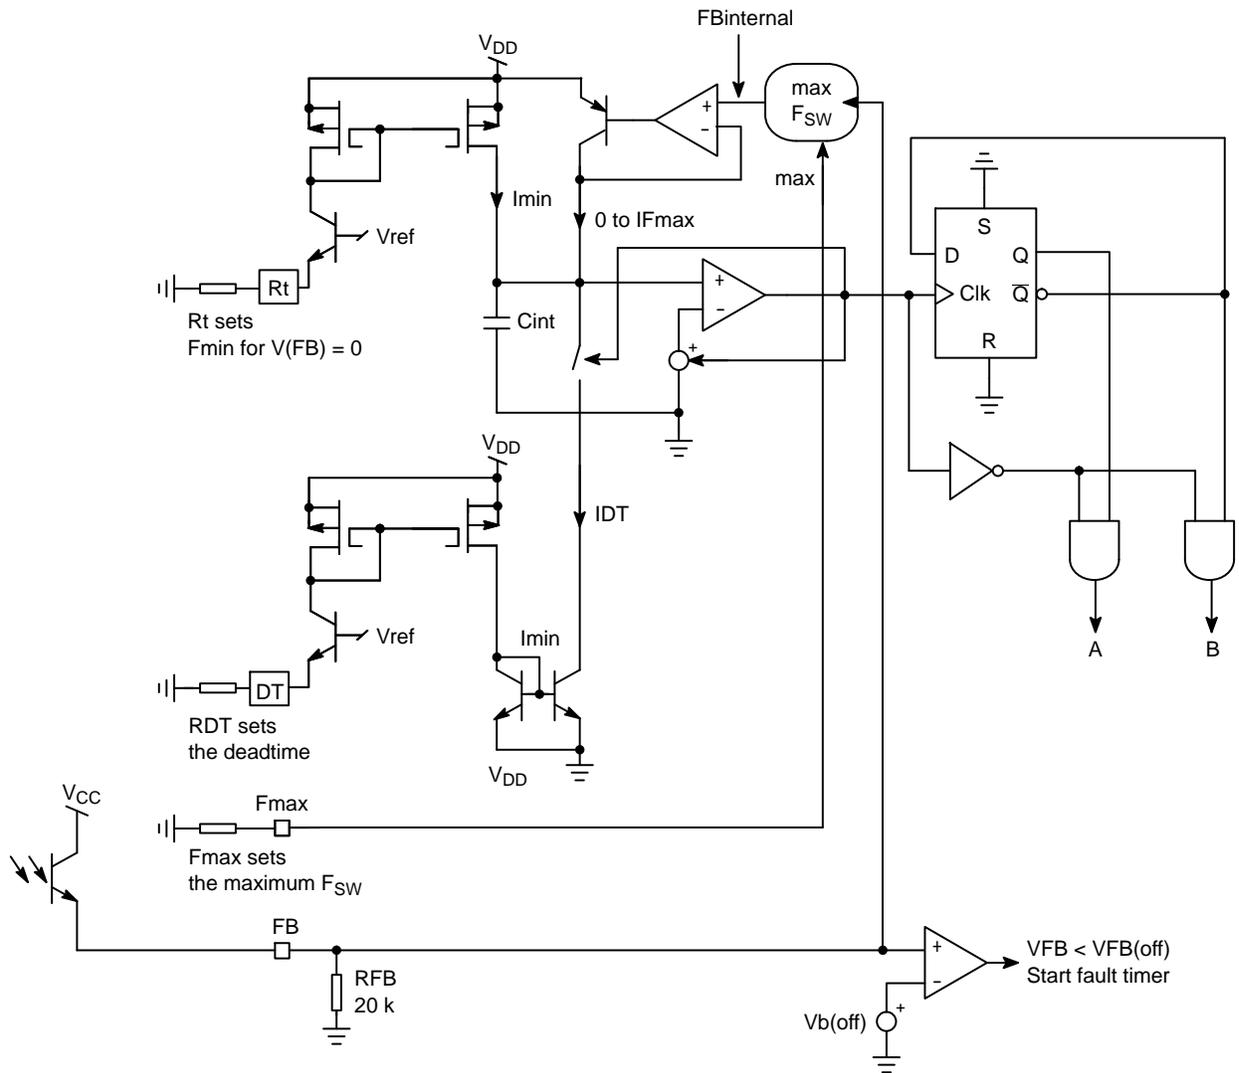 FBinternal
VDD
max
FSW
+
−
max
Imin
Vref
0 to IFmax
S
D
Q
Clk
Q̅
R
Rt
+
−
Cint
+
Rt sets
Fmin for V(FB) = 0
VDD
IDT
Vref
Imin
A
B
DT
RDT sets
the deadtime
VDD
VCC
Fmax
Fmax sets
the maximum FSW
FB
+
−
VFB < VFB(off)
Start fault timer
RFB
20 k
+
Vb(off)